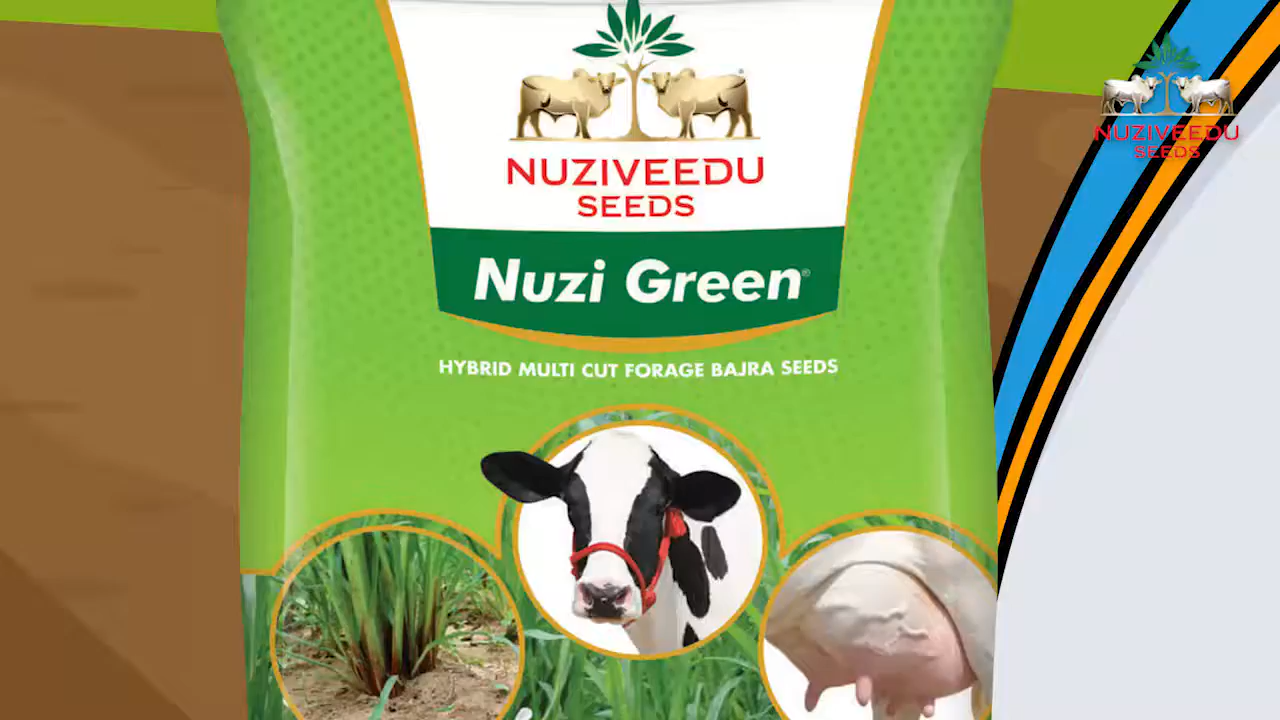 NUZIVEEDU
SEEDS
Nuzi Green®
HYBRID MULTI CUT FORAGE BAJRA SEEDS
NUZIVEEDU
SEEDS